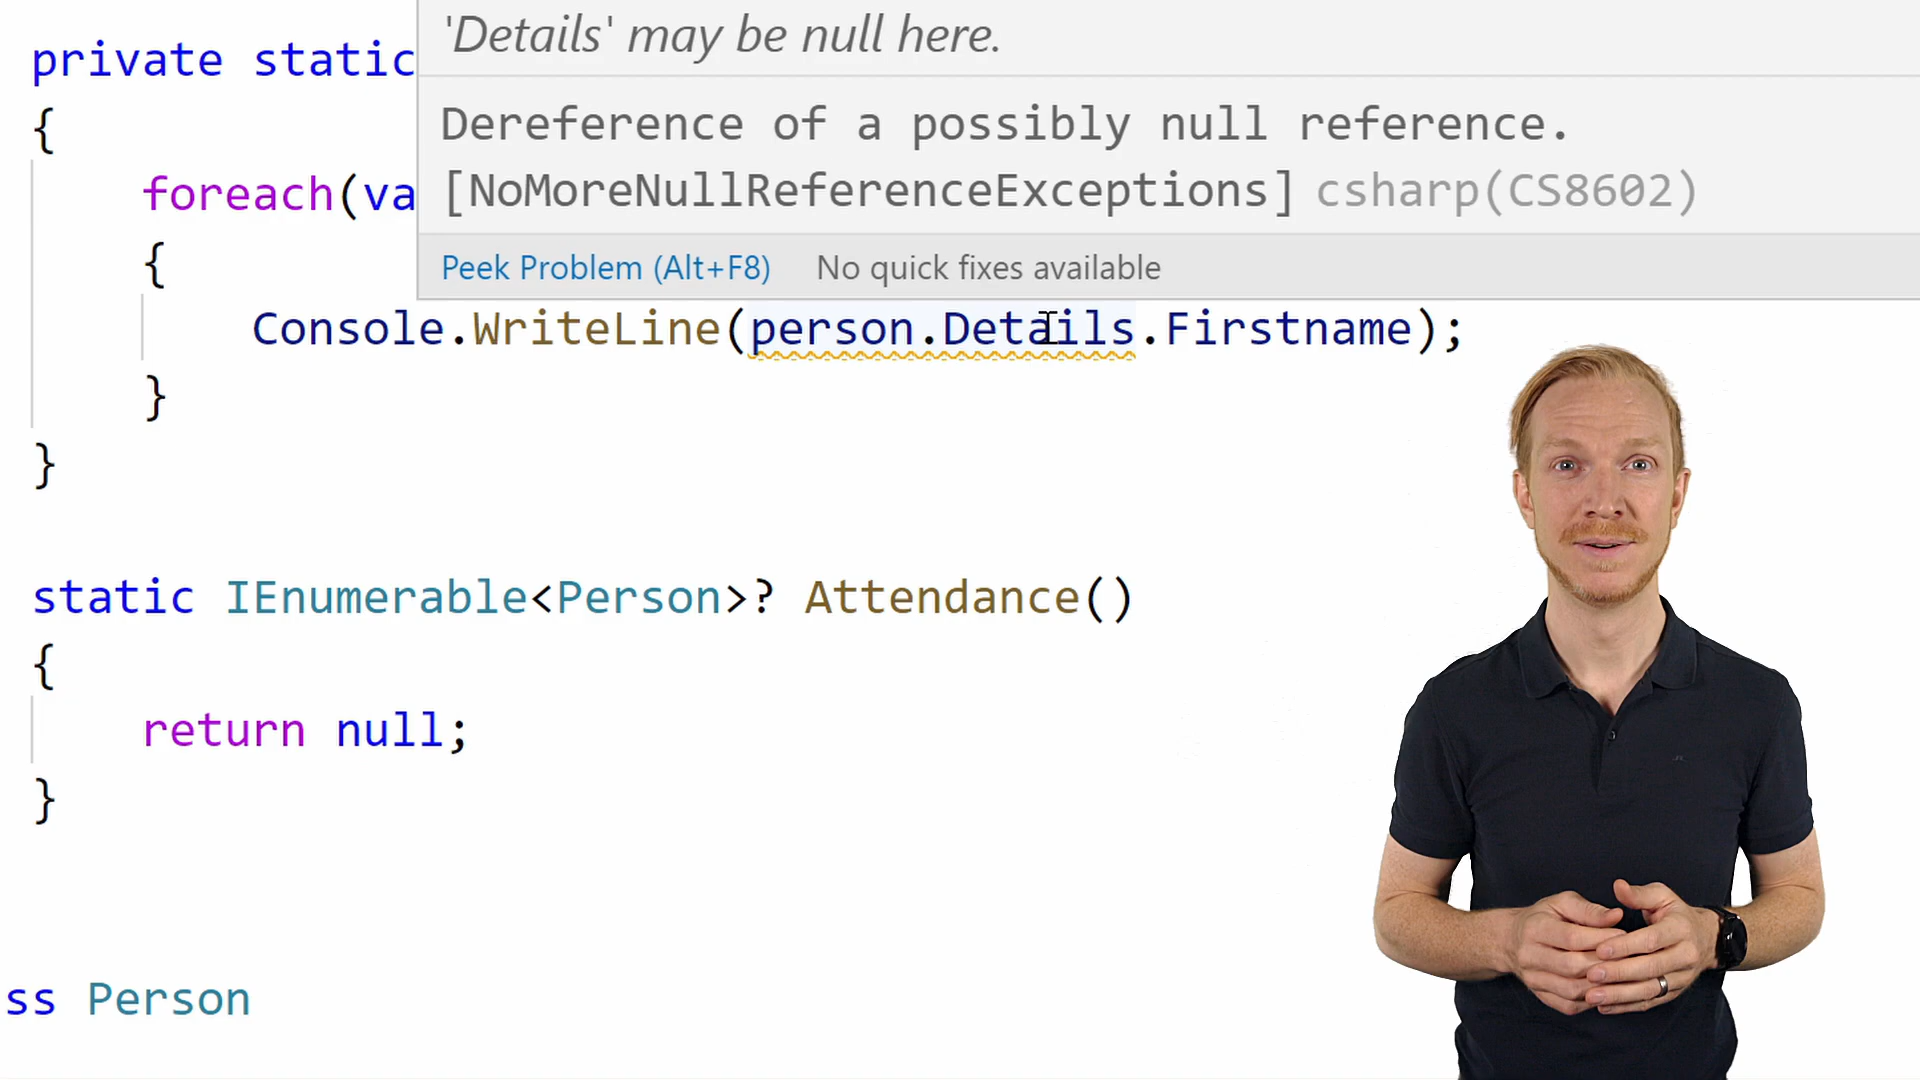 private static
'Details' may be null here.
{
Dereference of a possibly null reference.
foreach(va
[NoMoreNullReferenceExceptions] csharp(CS8602)
{
Peek Problem (Alt+F8) No quick fixes available
Console.WriteLine(person.Details.Firstname);
}
}
static IEnumerable<Person>? Attendance()
{
return null;
}
ss Person